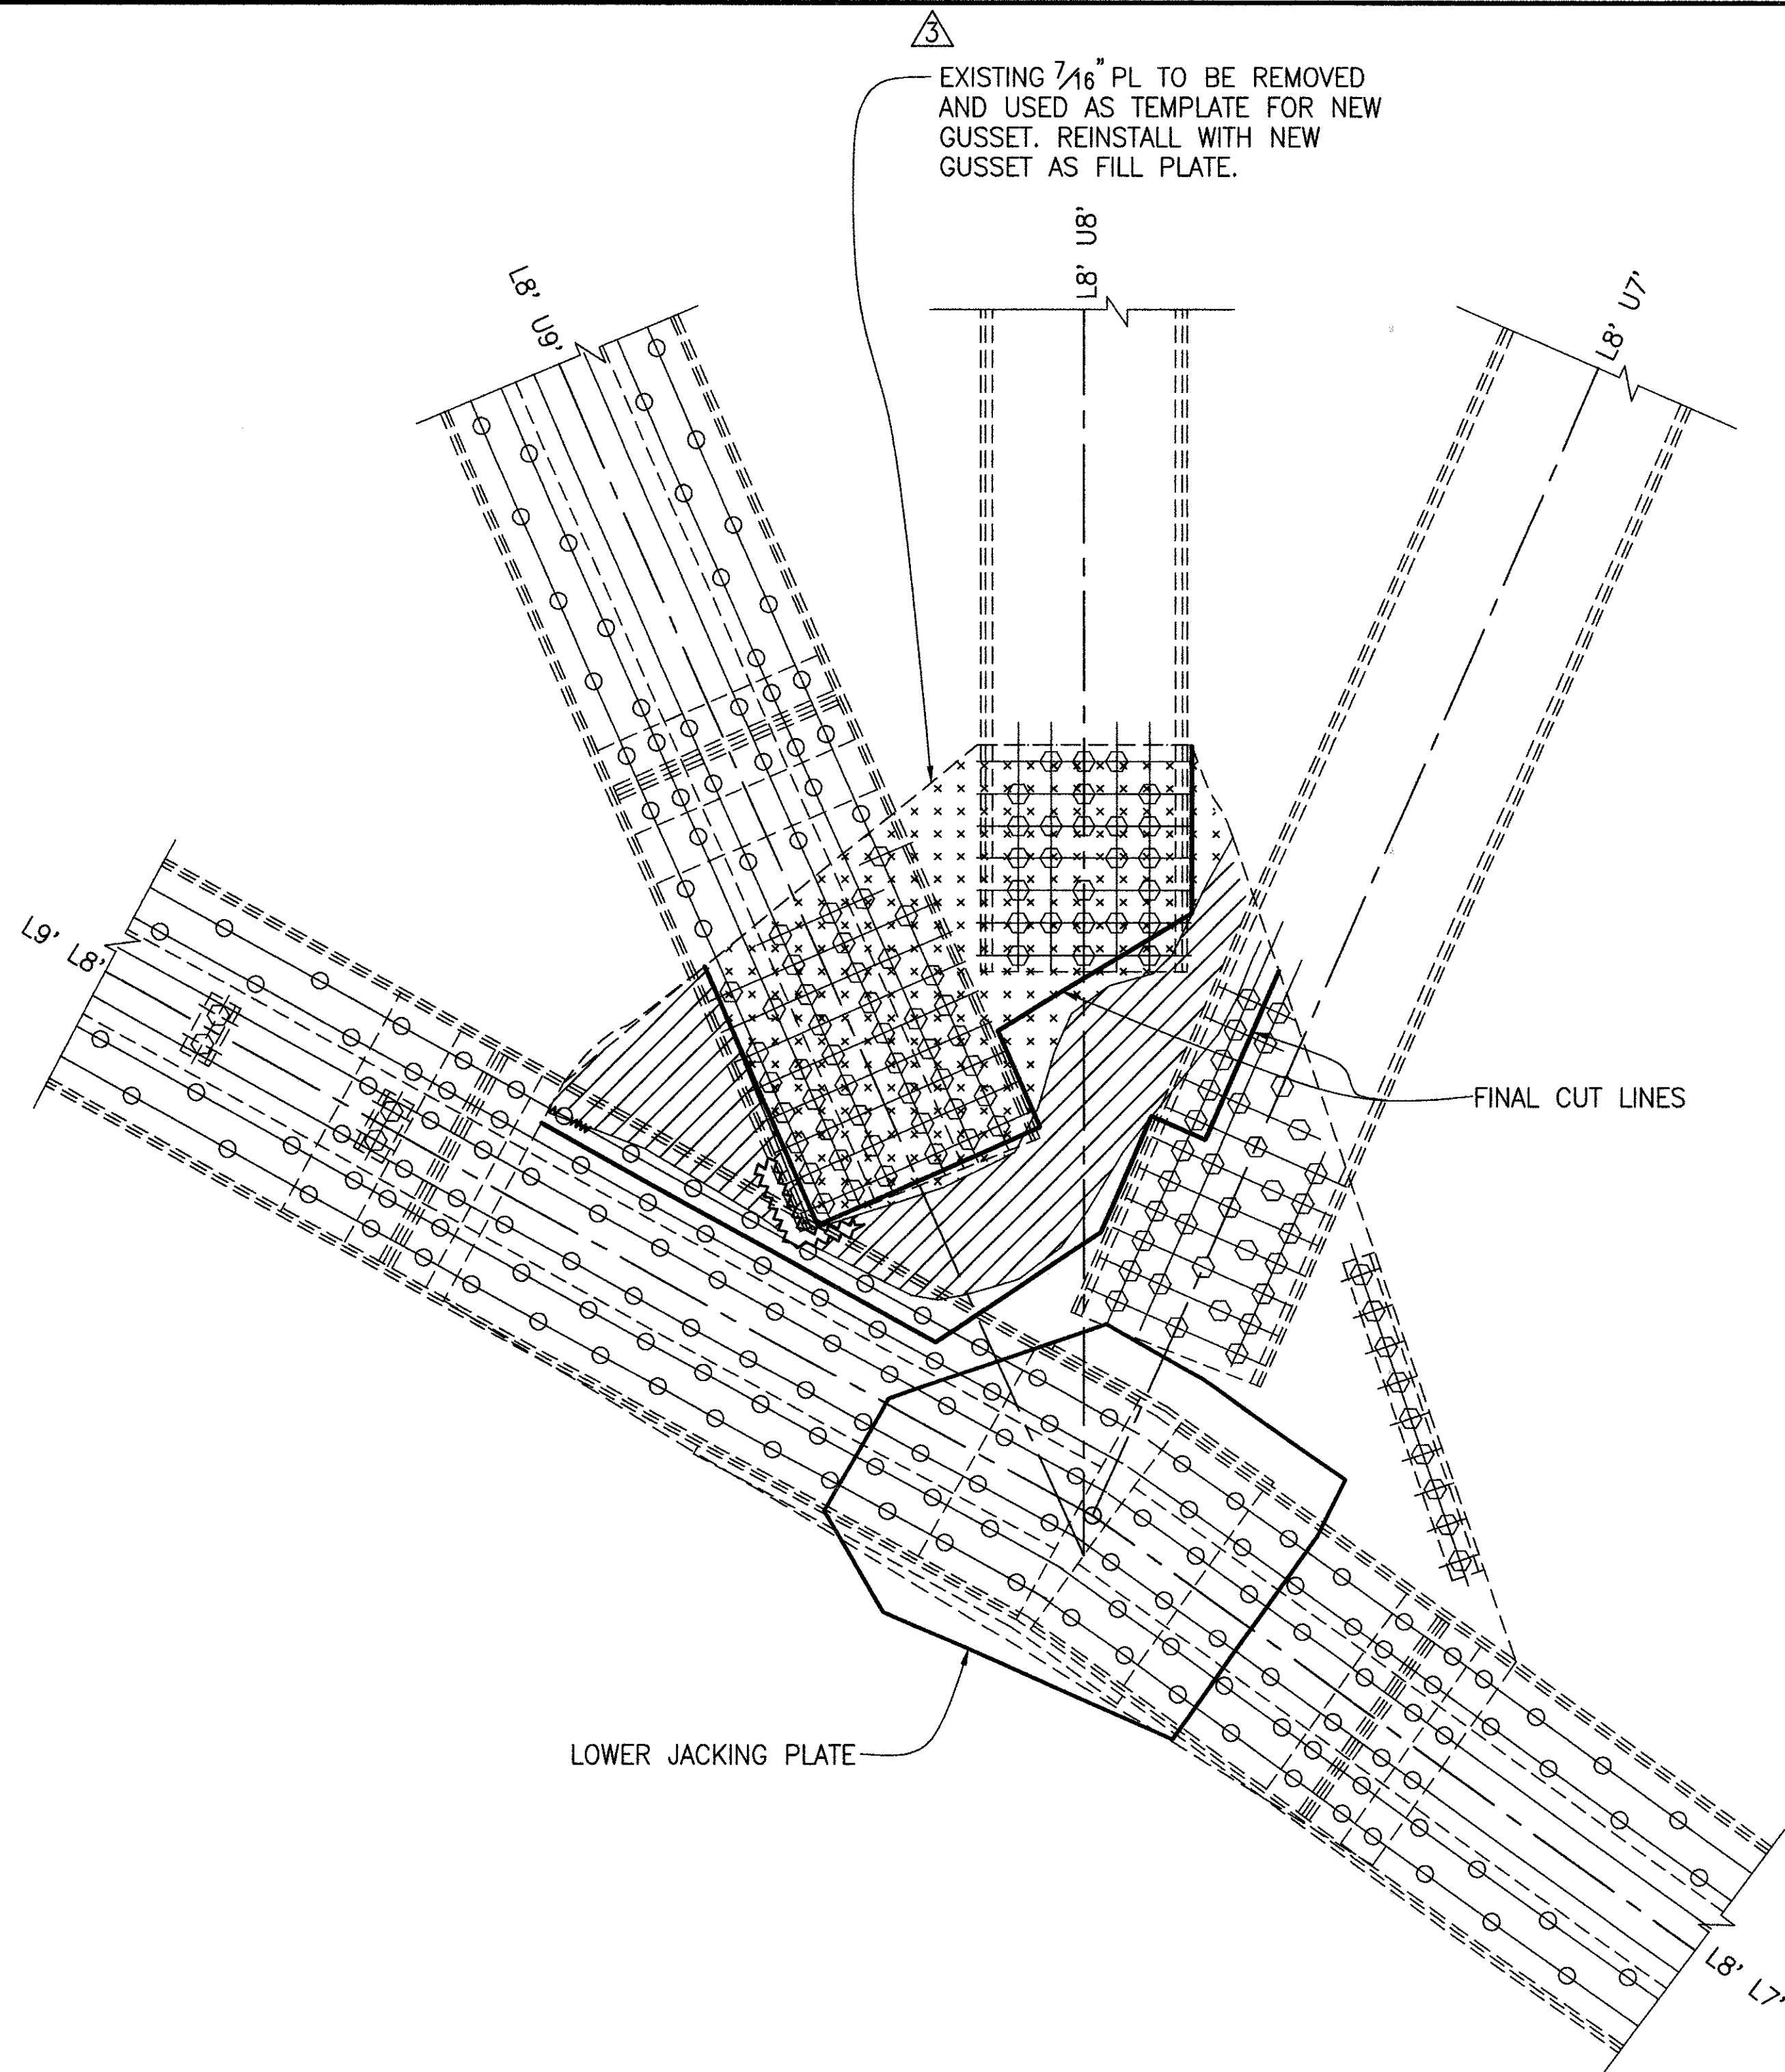 3
EXISTING 7/16" PL TO BE REMOVED
AND USED AS TEMPLATE FOR NEW
GUSSET. REINSTALL WITH NEW
GUSSET AS FILL PLATE.
L8' U9'
L8' U8'
L8' U7'
L9' L8'
FINAL CUT LINES
LOWER JACKING PLATE
L8' L7'